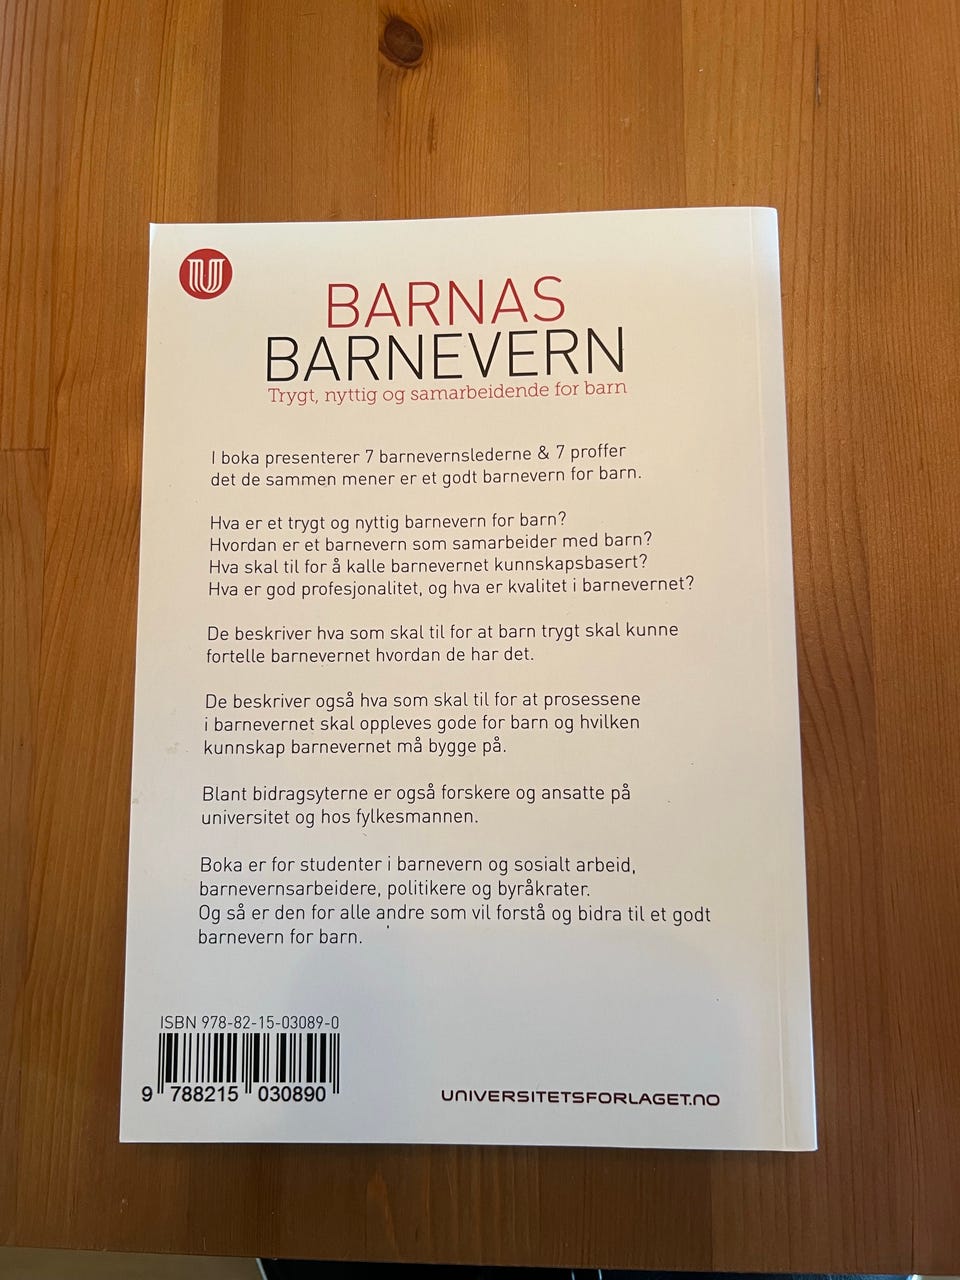 U
BARNAS
BARNEVERN
Trygt, nyttig og samarbeidende for barn
I boka presenterer 7 barnevernslederne & 7 proffer
det de sammen mener er et godt barnevern for barn.
Hva er et trygt og nyttig barnevern for barn?
Hvordan er et barnevern som samarbeider med barn?
Hva skal til for å kalle barnevernet kunnskapsbasert?
Hva er god profesjonalitet, og hva er kvalitet i barnevernet?
De beskriver hva som skal til for at barn trygt skal kunne
fortelle barnevernet hvordan de har det.
De beskriver også hva som skal til for at prosessene
i barnevernet skal oppleves gode for barn og hvilken
kunnskap barnevernet må bygge på.
Blant bidragsyterne er også forskere og ansatte på
universitet og hos fylkesmannen.
Boka er for studenter i barnevern og sosialt arbeid,
barnevernsarbeidere, politikere og byråkrater.
Og så er den for alle andre som vil forstå og bidra til et godt
barnevern for barn.
ISBN 978-82-15-03089-0
9 788215 030890
UNIVERSITETSFORLAGET.NO